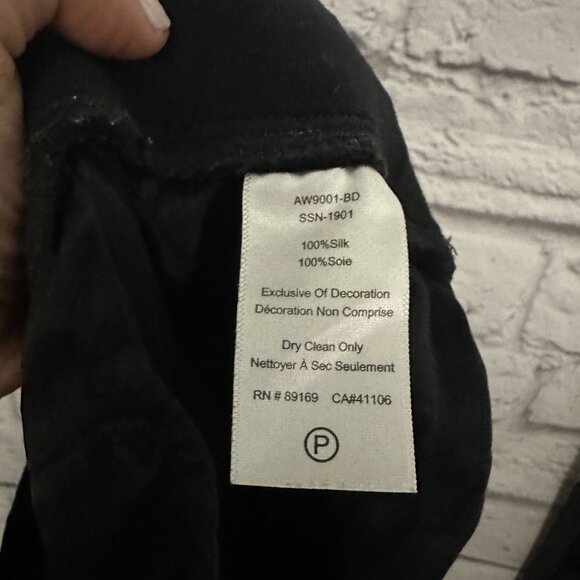 AW9001-BD
SSN-1901
100%Silk
100%Soie
Exclusive Of Decoration
Décoration Non Comprise
Dry Clean Only
Nettoyer À Sec Seulement
RN # 89169 CA#41106
P